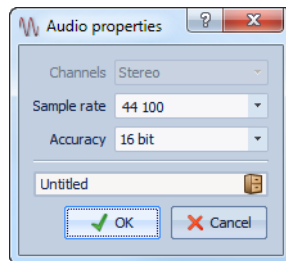 Audio properties
Channels Stereo
Sample rate 44 100
Accuracy 16 bit
Untitled
OK Cancel